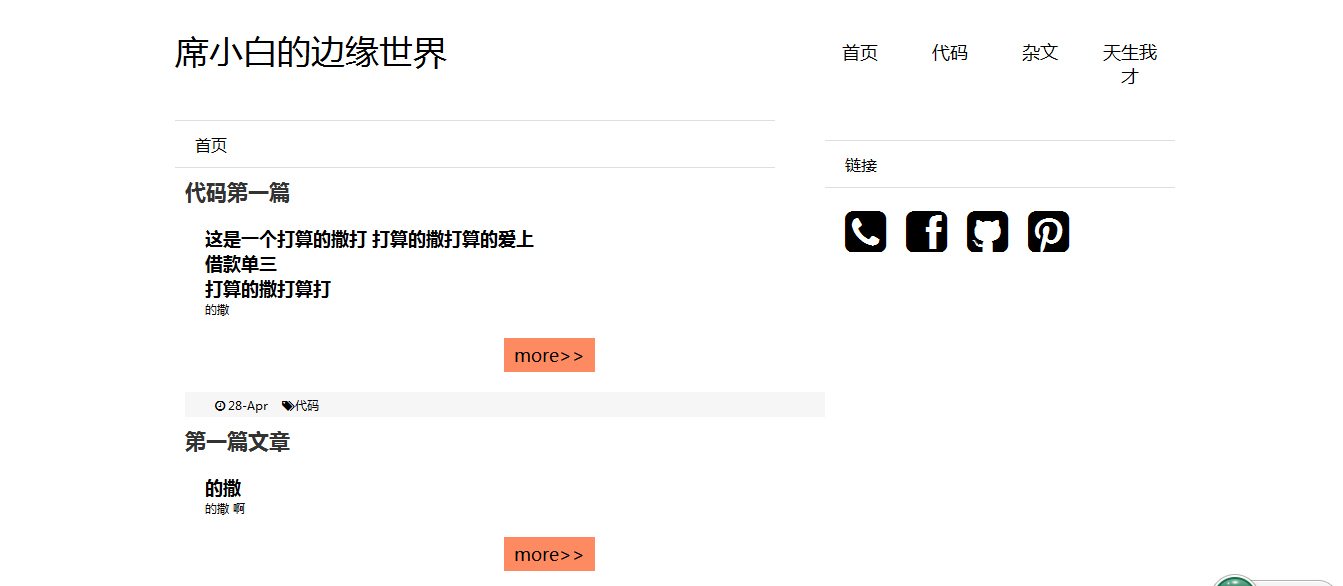 席小白的边缘世界
首页
代码
杂文
天生我
才
首页
代码第一篇
这是一个打算的撒打 打算的撒打算的爱上
借款单三
打算的撒打算打
的撒
more>>
28-Apr 代码
第一篇文章
的撒
的撒 啊
more>>
链接